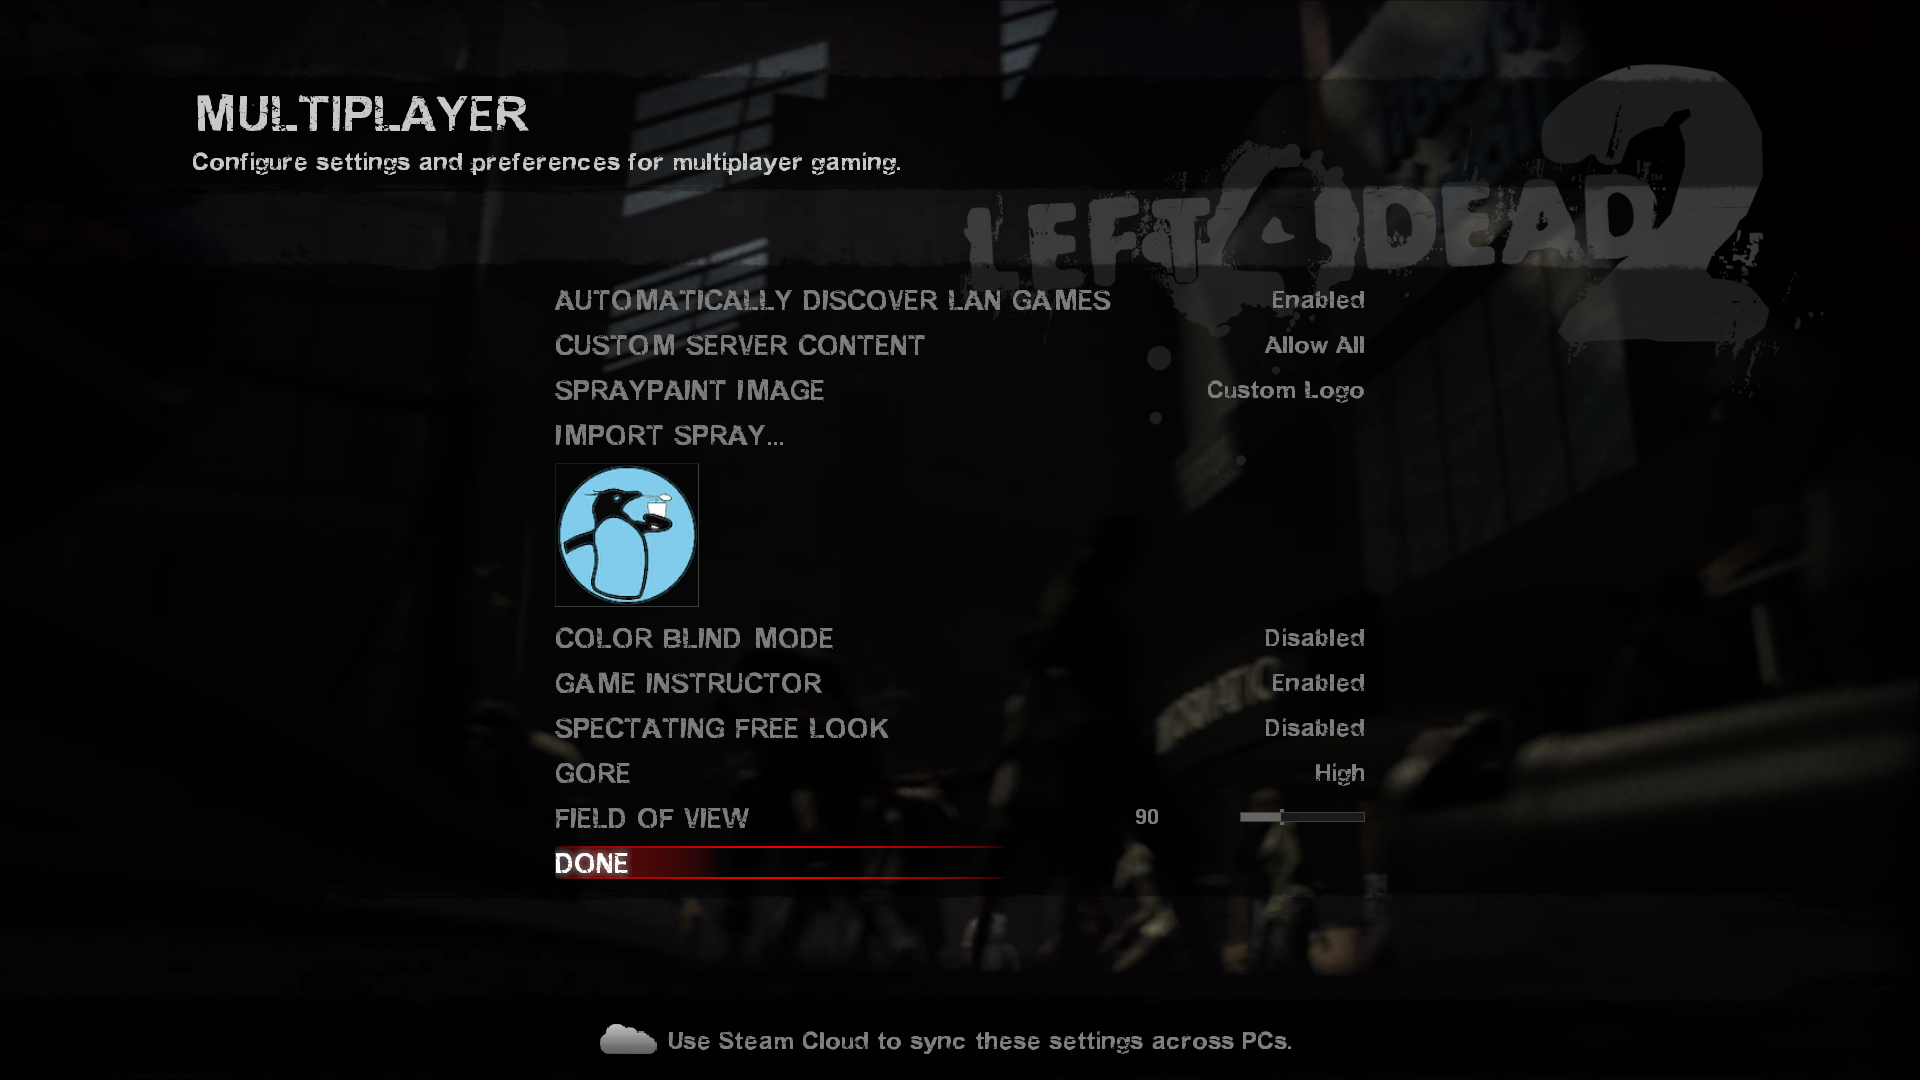 MULTIPLAYER
Configure settings and preferences for multiplayer gaming.
LEFT 4 DEAD 2™
AUTOMATICALLY DISCOVER LAN GAMES Enabled
CUSTOM SERVER CONTENT Allow All
SPRAYPAINT IMAGE Custom Logo
IMPORT SPRAY...
COLOR BLIND MODE Disabled
GAME INSTRUCTOR Enabled
SPECTATING FREE LOOK Disabled
GORE High
FIELD OF VIEW 90
DONE
Use Steam Cloud to sync these settings across PCs.